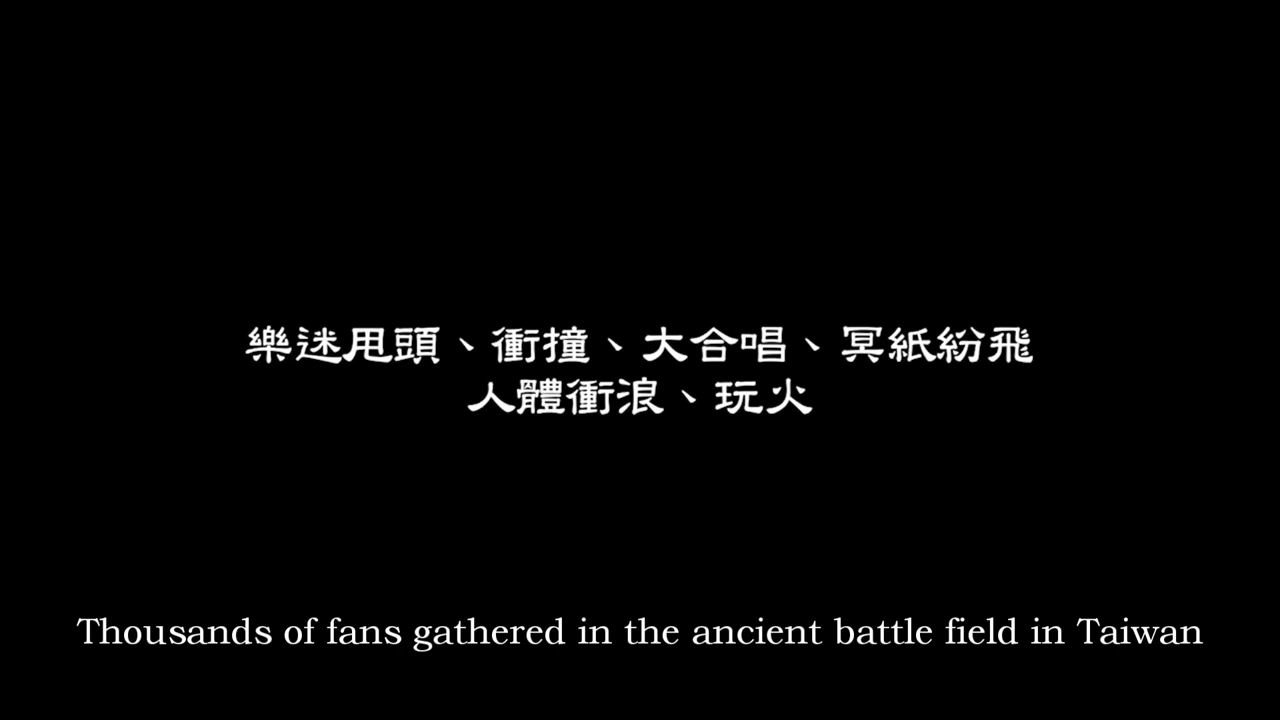 樂迷甩頭、衝撞、大合唱、冥紙紛飛
人體衝浪、玩火
Thousands of fans gathered in the ancient battle field in Taiwan